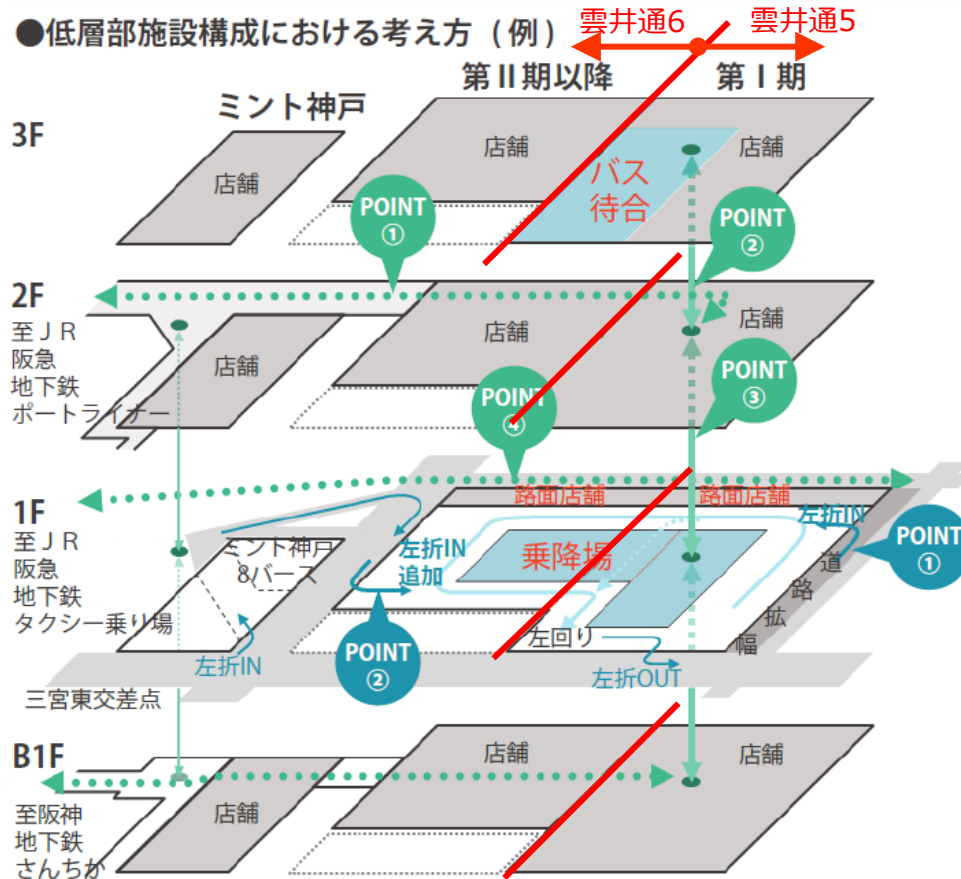 ●低層部施設構成における考え方(例)
雲井通6
雲井通5
第Ⅱ期以降
第Ⅰ期
ミント神戸
3F
店舗
店舗
店舗
バス
待合
POINT
①
POINT
②
2F
至JR
阪急
地下鉄
ポートライナー
店舗
店舗
店舗
POINT
③
POINT
④
1F
至JR
阪急
地下鉄
タクシー乗り場
路面店舗
路面店舗
ミント神戸
8バース
左折IN
追加
乗降場
左折IN
POINT
①
道路拡幅
左回り
左折IN
POINT
②
左折OUT
三宮東交差点
B1F
至阪神
地下鉄
さんちか
店舗
店舗
店舗